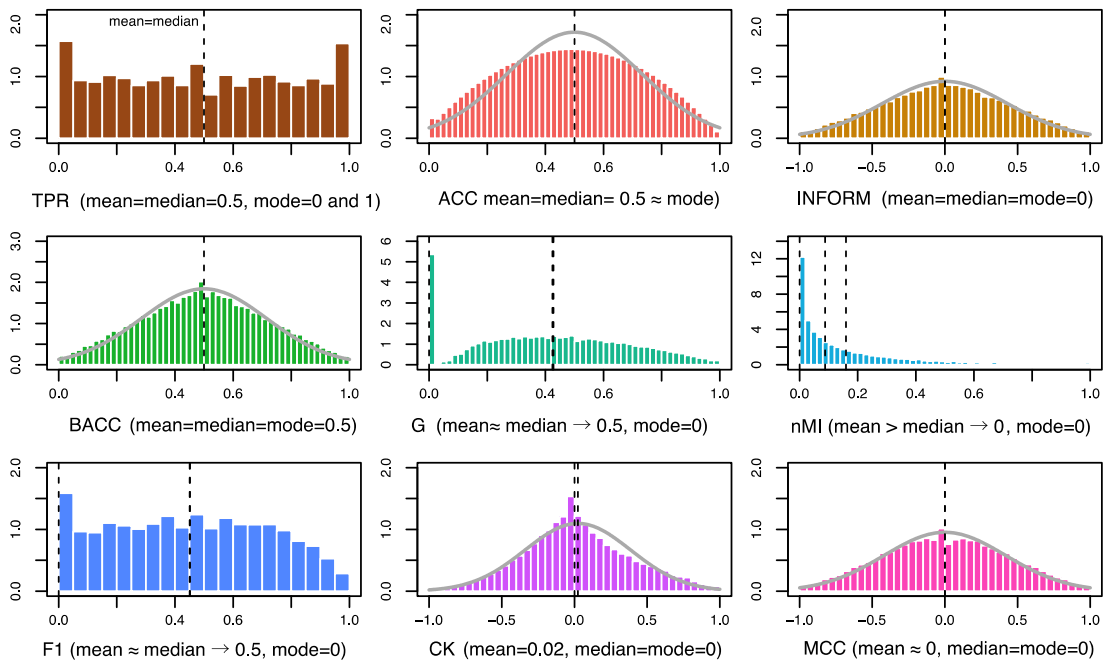 2.0
1.0
0.0
mean=median
0.0 0.4 0.6 1.0
TPR (mean=median=0.5, mode=0 and 1)
2.0
1.0
0.0
0.0 0.4 0.6 1.0
ACC mean=median= 0.5 ≈ mode)
2.0
1.0
0.0
−1.0 −0.5 0.0 0.5 1.0
INFORM (mean=median=mode=0)
3.0
2.0
1.0
0.0
0.0 0.4 0.6 1.0
BACC (mean=median=mode=0.5)
6
5
4
3
2
1
0
0.0 0.4 0.6 1.0
G (mean≈ median → 0.5, mode=0)
12
8
4
0
0.0 0.4 0.6 1.0
nMI (mean > median → 0, mode=0)
2.0
1.0
0.0
0.0 0.4 0.6 1.0
F1 (mean ≈ median → 0.5, mode=0)
2.0
1.0
0.0
−1.0 −0.5 0.0 0.5 1.0
CK (mean=0.02, median=mode=0)
2.0
1.0
0.0
−1.0 −0.5 0.0 0.5 1.0
MCC (mean ≈ 0, median=mode=0)